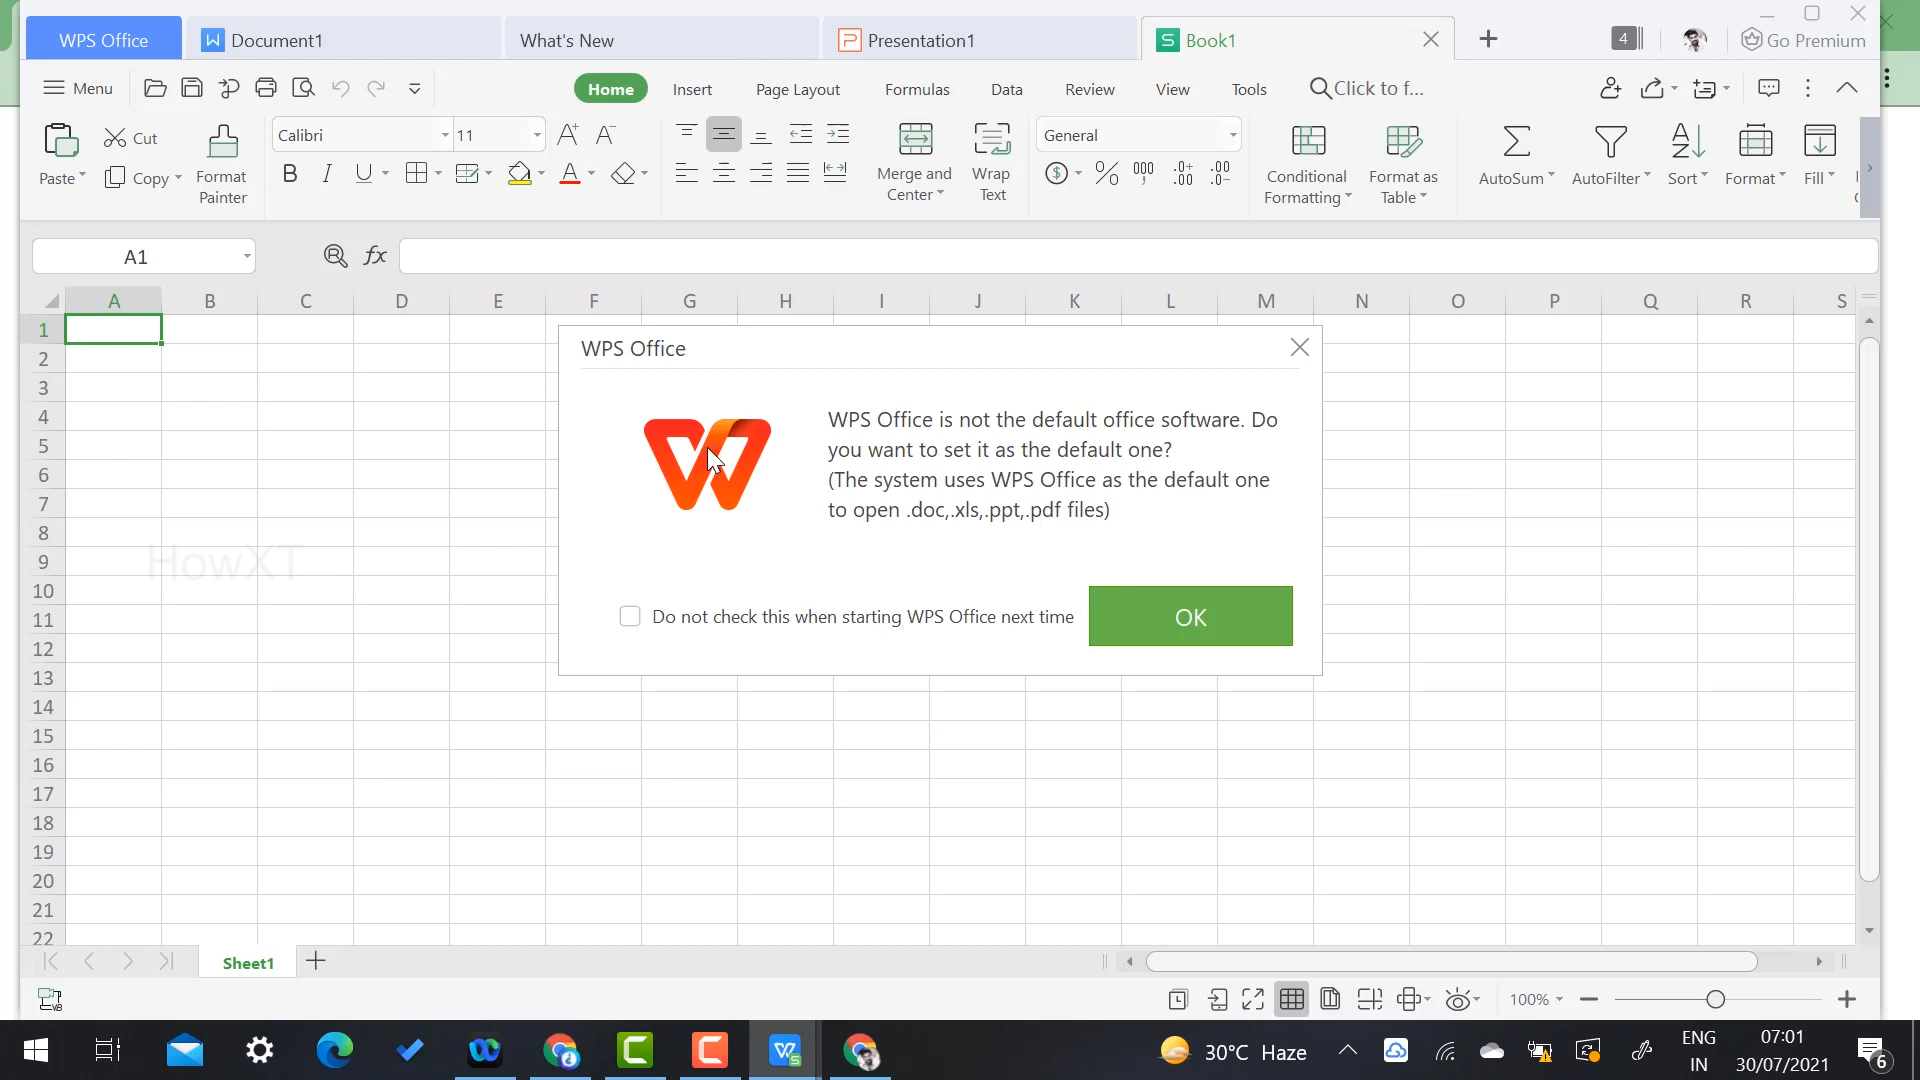 WPS Office
Document1
What's New
Presentation1
Book1
4
Go Premium
Menu
Home
Insert
Page Layout
Formulas
Data
Review
View
Tools
Click to f...
Paste
Cut
Copy
Format
Painter
Calibri
11
Merge and
Center
Wrap
Text
General
Conditional
Formatting
Format as
Table
AutoSum
AutoFilter
Sort
Format
Fill
A1
A B C D E F G H I J K L M N O P Q R S
1
2
3
4
5
6
7
8
9
10
11
12
13
14
15
16
17
18
19
20
21
22
WPS Office
WPS Office is not the default office software. Do
you want to set it as the default one?
(The system uses WPS Office as the default one
to open .doc,.xls,.ppt,.pdf files)
Do not check this when starting WPS Office next time
OK
HowXT
Sheet1
100%
30°C Haze
ENG
IN
07:01
30/07/2021
6